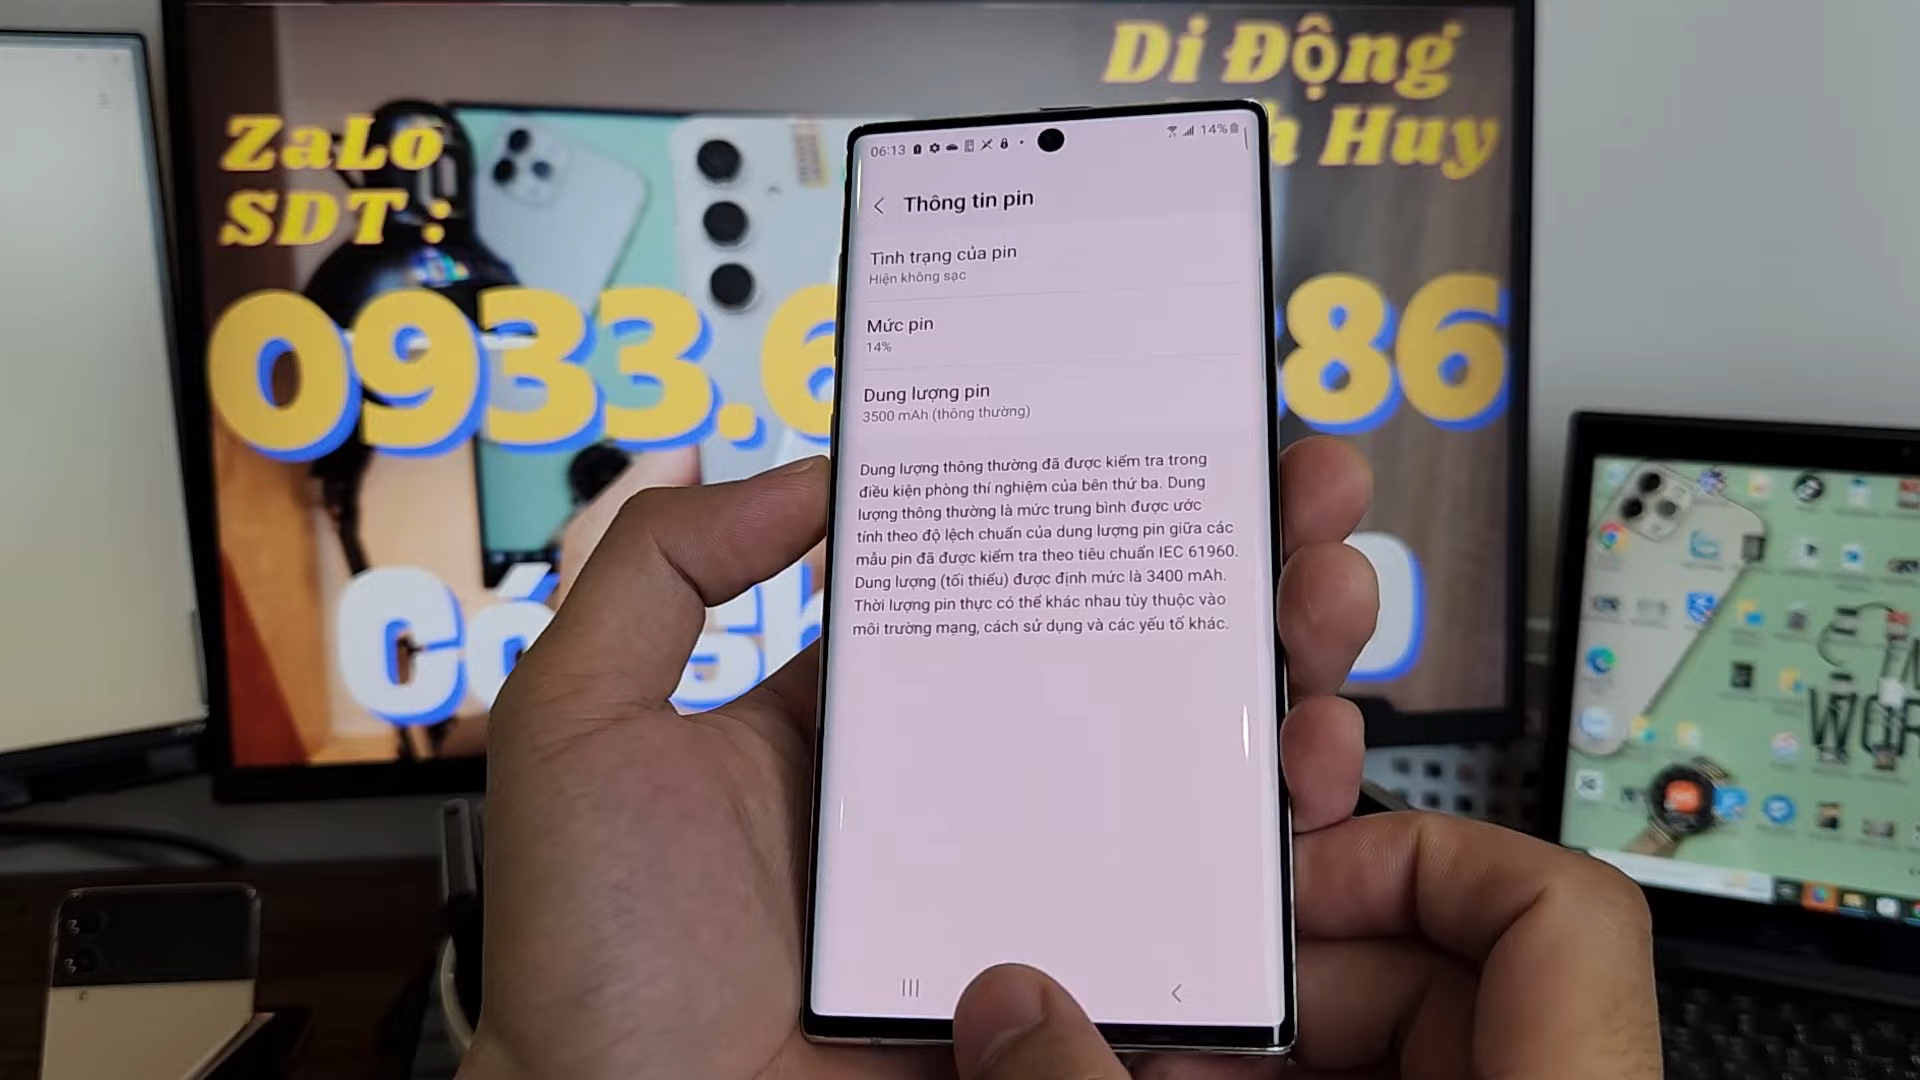 Di Động
Huy
ZaLo
SDT :
0933.6
86
Có
06:13
14%
Thông tin pin
Tình trạng của pin
Hiện không sạc
Mức pin
14%
Dung lượng pin
3500 mAh (thông thường)
Dung lượng thông thường đã được kiểm tra trong
điều kiện phòng thí nghiệm của bên thứ ba. Dung
lượng thông thường là mức trung bình được ước
tính theo độ lệch chuẩn của dung lượng pin giữa các
mẫu pin đã được kiểm tra theo tiêu chuẩn IEC 61960.
Dung lượng (tối thiểu) được định mức là 3400 mAh.
Thời lượng pin thực có thể khác nhau tùy thuộc vào
môi trường mạng, cách sử dụng và các yếu tố khác.